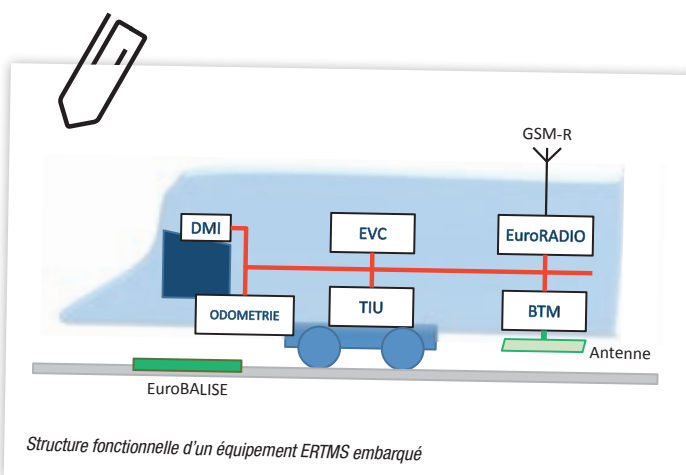 GSM-R
DMI
EVC
EuroRADIO
ODOMETRIE
TIU
BTM
Antenne
EuroBALISE
Structure fonctionnelle d'un équipement ERTMS embarqué